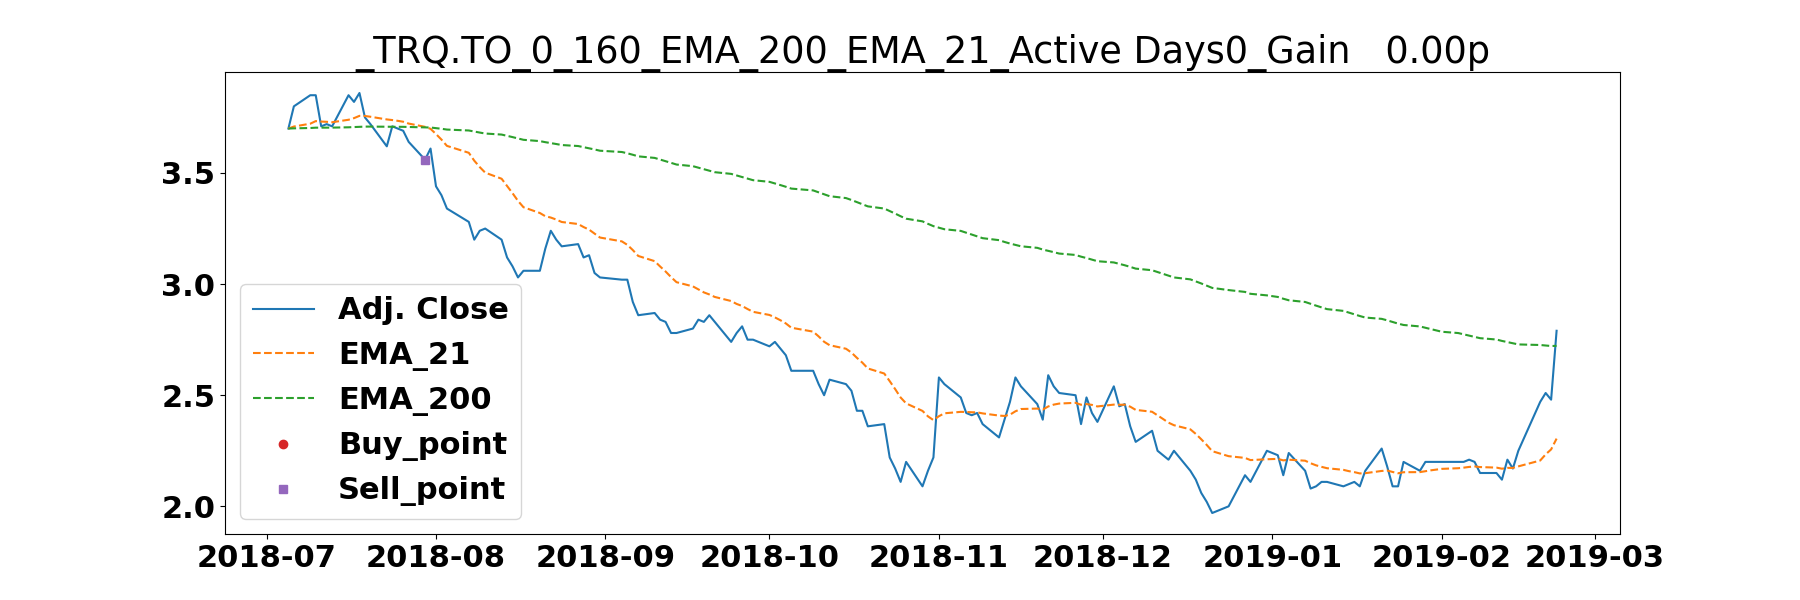 _TRQ.TO_0_160_EMA_200_EMA_21_Active Days0_Gain   0.00p
3.5
3.0
2.5
2.0
Adj. Close
EMA_21
EMA_200
Buy_point
Sell_point
2018-07 2018-08 2018-09 2018-10 2018-11 2018-12 2019-01 2019-02 2019-03